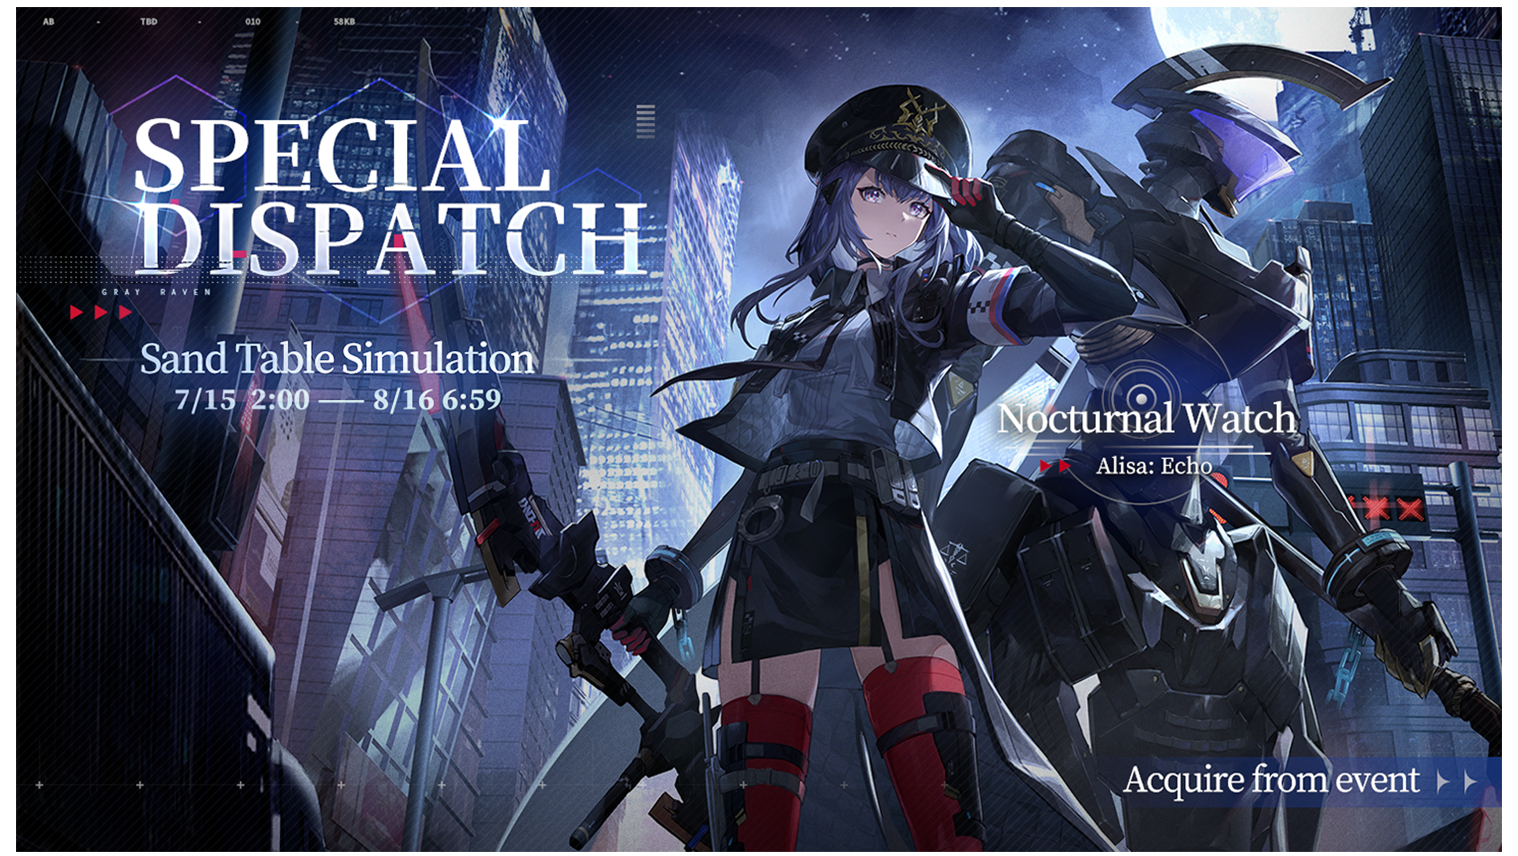 AB - TBD - 010 - 58KB
SPECIAL
DISPATCH
GRAY RAVEN
Sand Table Simulation
7/15 2:00 — 8/16 6:59
Nocturnal Watch
Alisa: Echo
Acquire from event